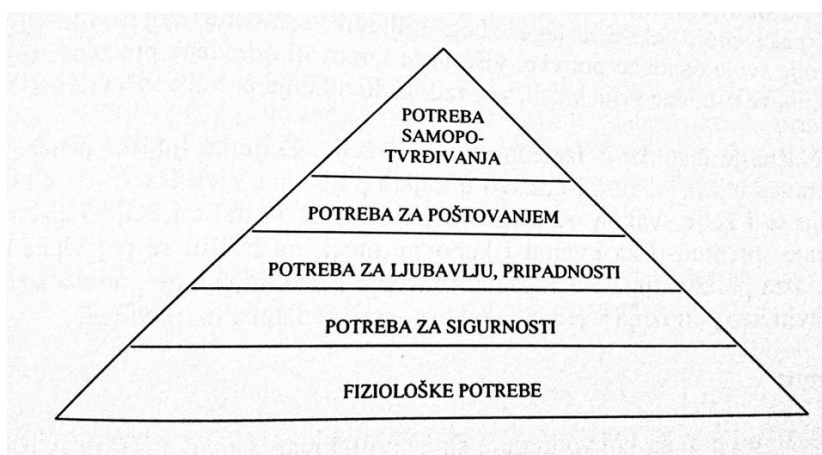 POTREBA
SAMOPO-
TVRĐIVANJA
POTREBA ZA POŠTOVANJEM
POTREBA ZA LJUBAVLJU, PRIPADNOSTI
POTREBA ZA SIGURNOSTI
FIZIOLOŠKE POTREBE